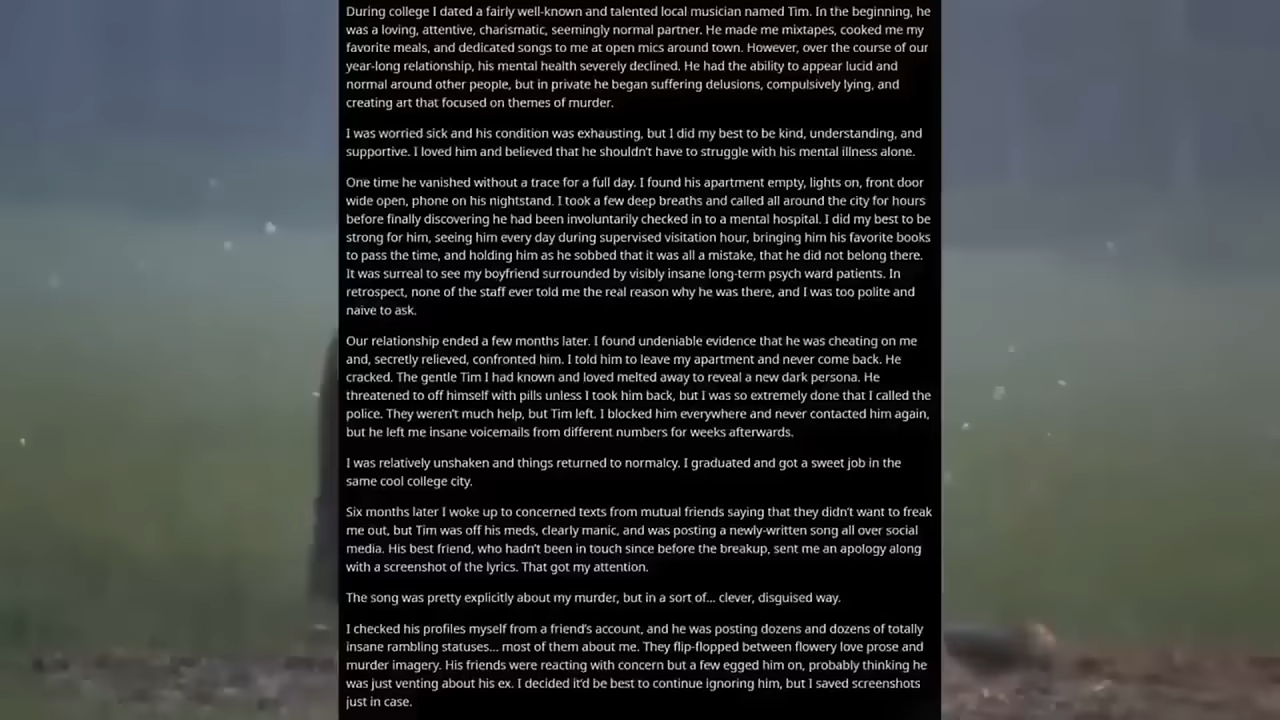 During college I dated a fairly well-known and talented local musician named Tim. In the beginning, he
was a loving, attentive, charismatic, seemingly normal partner. He made me mixtapes, cooked me my
favorite meals, and dedicated songs to me at open mics around town. However, over the course of our
year-long relationship, his mental health severely declined. He had the ability to appear lucid and
normal around other people, but in private he began suffering delusions, compulsively lying, and
creating art that focused on themes of murder.
I was worried sick and his condition was exhausting, but I did my best to be kind, understanding, and
supportive. I loved him and believed that he shouldn't have to struggle with his mental illness alone.
One time he vanished without a trace for a full day. I found his apartment empty, lights on, front door
wide open, phone on his nightstand. I took a few deep breaths and called all around the city for hours
before finally discovering he had been involuntarily checked in to a mental hospital. I did my best to be
strong for him, seeing him every day during supervised visitation hour, bringing him his favorite books
to pass the time, and holding him as he sobbed that it was all a mistake, that he did not belong there.
It was surreal to see my boyfriend surrounded by visibly insane long-term psych ward patients. In
retrospect, none of the staff ever told me the real reason why he was there, and I was too polite and
naive to ask.
Our relationship ended a few months later. I found undeniable evidence that he was cheating on me
and, secretly relieved, confronted him. I told him to leave my apartment and never come back. He
cracked. The gentle Tim I had known and loved melted away to reveal a new dark persona. He
threatened to off himself with pills unless I took him back, but I was so extremely done that I called the
police. They weren't much help, but Tim left. I blocked him everywhere and never contacted him again,
but he left me insane voicemails from different numbers for weeks afterwards.
I was relatively unshaken and things returned to normalcy. I graduated and got a sweet job in the
same cool college city.
Six months later I woke up to concerned texts from mutual friends saying that they didn't want to freak
me out, but Tim was off his meds, clearly manic, and was posting a newly-written song all over social
media. His best friend, who hadn't been in touch since before the breakup, sent me an apology along
with a screenshot of the lyrics. That got my attention.
The song was pretty explicitly about my murder, but in a sort of... clever, disguised way.
I checked his profiles myself from a friend's account, and he was posting dozens and dozens of totally
insane rambling statuses... most of them about me. They flip-flopped between flowery love prose and
murder imagery. His friends were reacting with concern but a few egged him on, probably thinking he
was just venting about his ex. I decided it'd be best to continue ignoring him, but I saved screenshots
just in case.